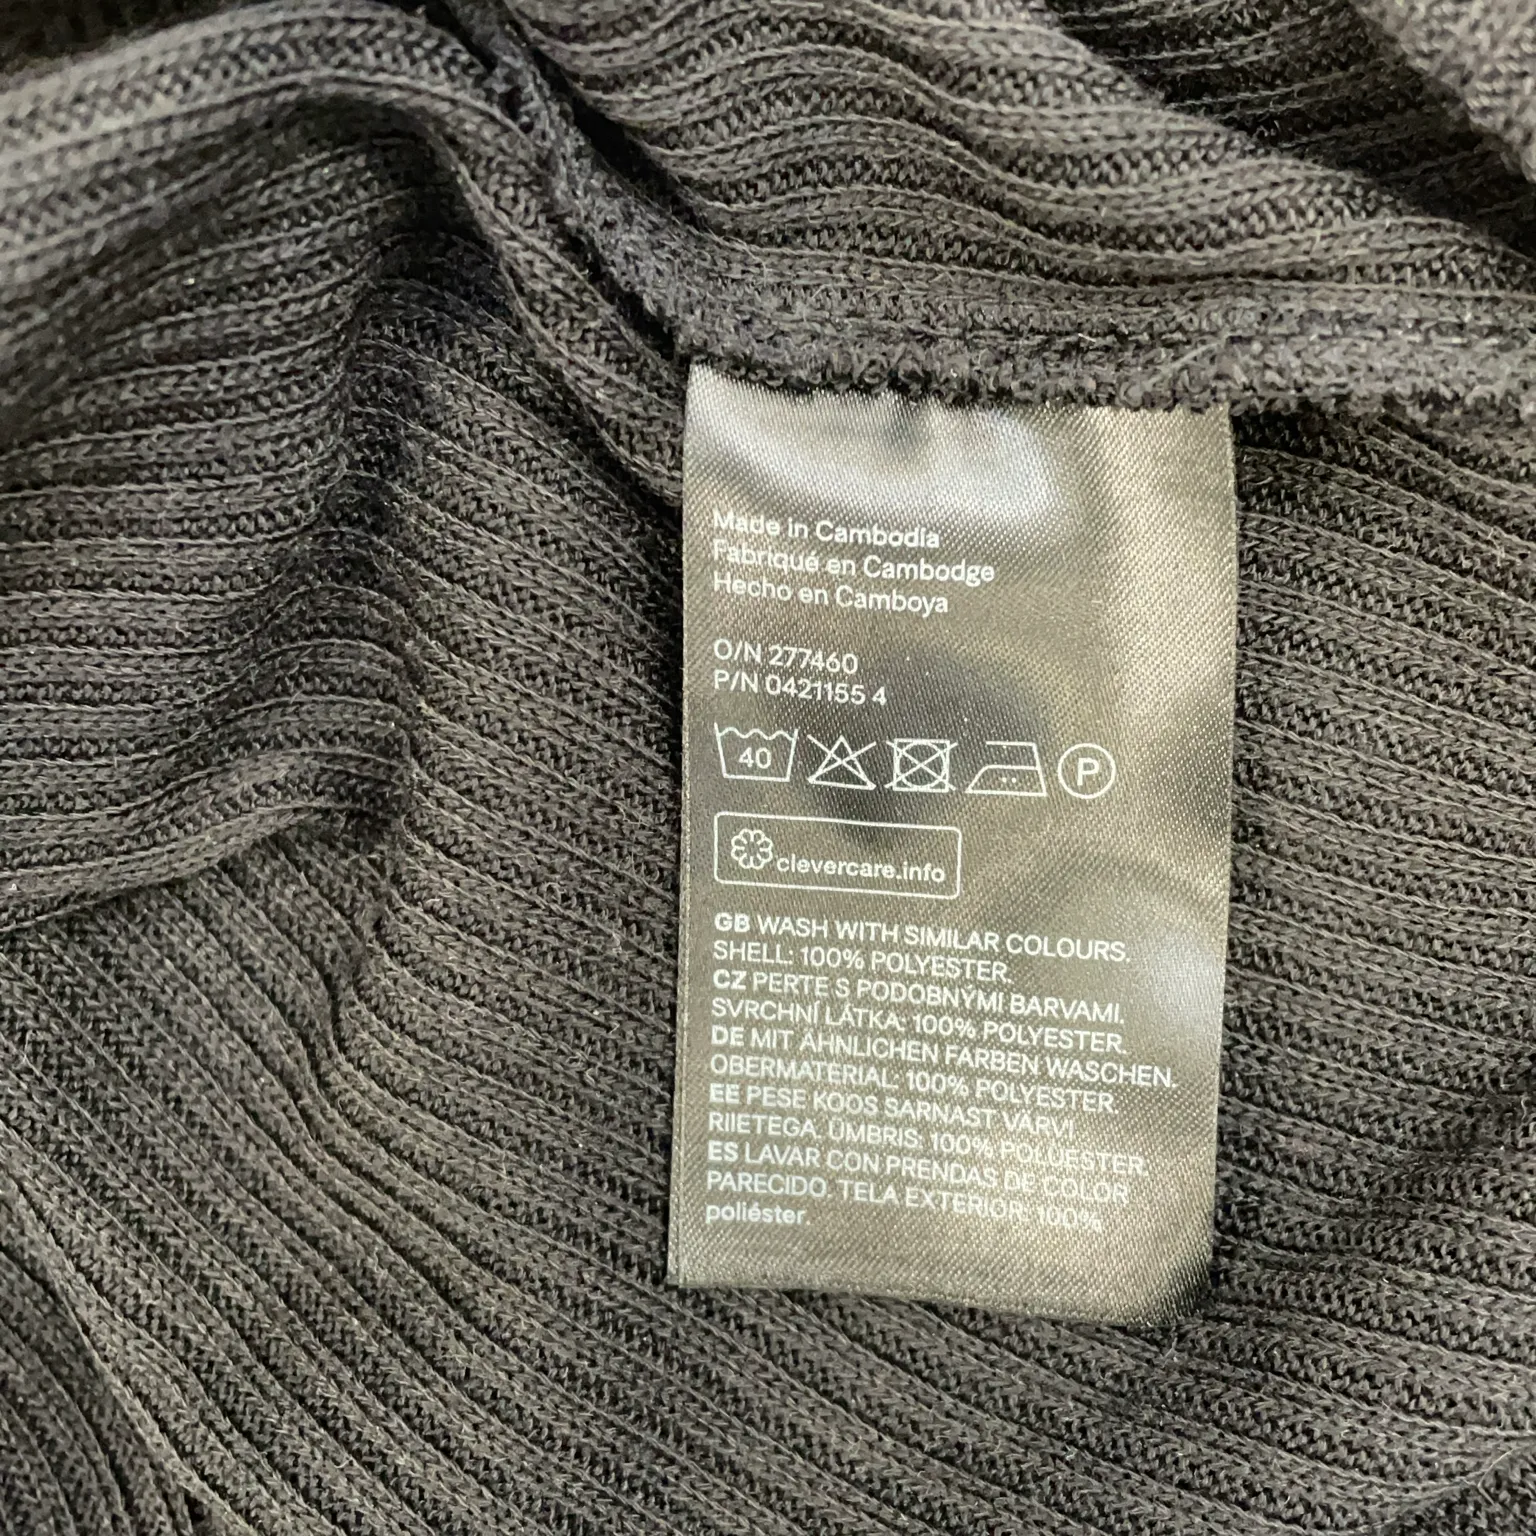 Made in Cambodia
Fabriqué en Cambodge
Hecho en Camboya
O/N 277460
P/N 0421155 4
40
P
clevercare.info
GB WASH WITH SIMILAR COLOURS.
SHELL: 100% POLYESTER.
CZ PERTE S PODOBNÝMI BARVAMI.
SVRCHNÍ LÁTKA: 100% POLYESTER.
DE MIT ÄHNLICHEN FARBEN WASCHEN.
OBERMATERIAL: 100% POLYESTER.
EE PESE KOOS SARNAST VÄRVI
RIIETEGA. ÜMBRIS: 100% POLÜESTER.
ES LAVAR CON PRENDAS DE COLOR
PARECIDO. TELA EXTERIOR: 100%
poliéster.